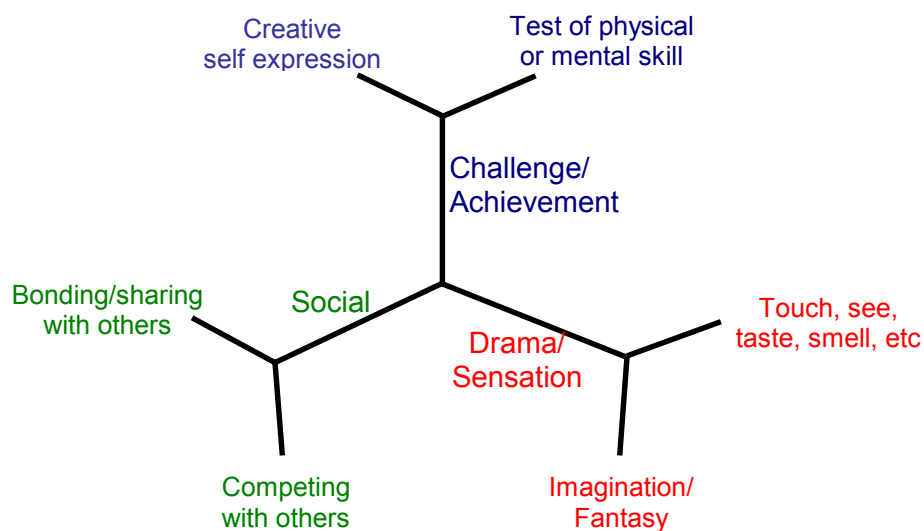 Creative
self expression
Test of physical
or mental skill
Challenge/
Achievement
Bonding/sharing
with others
Social
Drama/
Sensation
Touch, see,
taste, smell, etc
Competing
with others
Imagination/
Fantasy